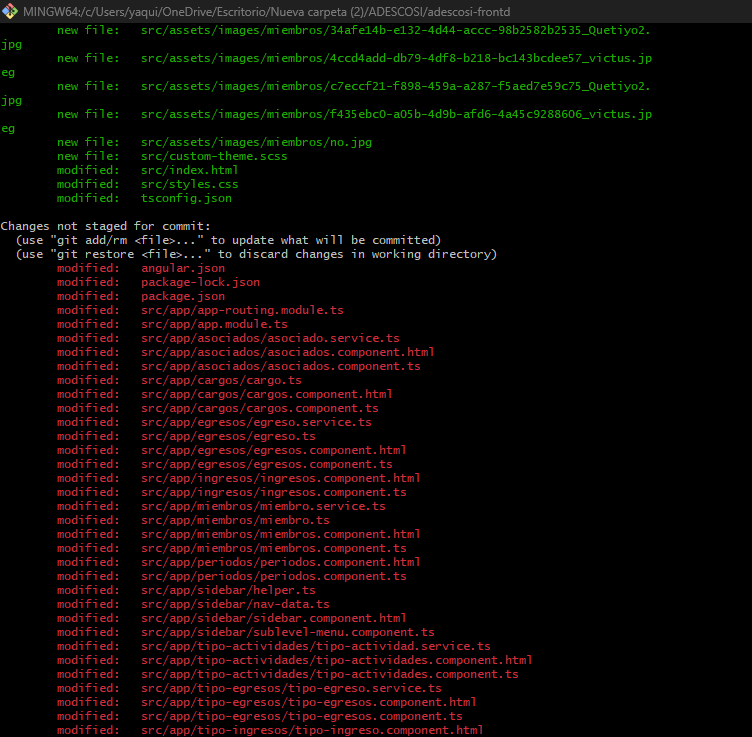 MINGW64:/c/Users/yaqui/OneDrive/Escritorio/Nueva carpeta (2)/ADESCOSI/adescosi-frontd
new file:   src/assets/images/miembros/34afe14b-e132-4d44-accc-98b2582b2535_Quetiyo2.
jpg
new file:   src/assets/images/miembros/4ccd4add-db79-4df8-b218-bc143bcdee57_victus.jp
eg
new file:   src/assets/images/miembros/c7eccf21-f898-459a-a287-f5aed7e59c75_Quetiyo2.
jpg
new file:   src/assets/images/miembros/f435ebc0-a05b-4d9b-afd6-4a45c9288606_victus.jp
eg
new file:   src/assets/images/miembros/no.jpg
new file:   src/custom-theme.scss
modified:   src/index.html
modified:   src/styles.css
modified:   tsconfig.json
Changes not staged for commit:
(use "git add/rm <file>..." to update what will be committed)
(use "git restore <file>..." to discard changes in working directory)
modified:   angular.json
modified:   package-lock.json
modified:   package.json
modified:   src/app/app-routing.module.ts
modified:   src/app/app.module.ts
modified:   src/app/asociados/asociado.service.ts
modified:   src/app/asociados/asociados.component.html
modified:   src/app/asociados/asociados.component.ts
modified:   src/app/cargos/cargo.ts
modified:   src/app/cargos/cargos.component.html
modified:   src/app/cargos/cargos.component.ts
modified:   src/app/egresos/egreso.service.ts
modified:   src/app/egresos/egreso.ts
modified:   src/app/egresos/egresos.component.html
modified:   src/app/egresos/egresos.component.ts
modified:   src/app/ingresos/ingresos.component.html
modified:   src/app/ingresos/ingresos.component.ts
modified:   src/app/miembros/miembro.service.ts
modified:   src/app/miembros/miembro.ts
modified:   src/app/miembros/miembros.component.html
modified:   src/app/miembros/miembros.component.ts
modified:   src/app/periodos/periodos.component.html
modified:   src/app/periodos/periodos.component.ts
modified:   src/app/sidebar/helper.ts
modified:   src/app/sidebar/nav-data.ts
modified:   src/app/sidebar/sidebar.component.html
modified:   src/app/sidebar/sublevel-menu.component.ts
modified:   src/app/tipo-actividades/tipo-actividad.service.ts
modified:   src/app/tipo-actividades/tipo-actividades.component.html
modified:   src/app/tipo-actividades/tipo-actividades.component.ts
modified:   src/app/tipo-egresos/tipo-egreso.service.ts
modified:   src/app/tipo-egresos/tipo-egresos.component.html
modified:   src/app/tipo-egresos/tipo-egresos.component.ts
modified:   src/app/tipo-ingresos/tipo-ingreso.component.html